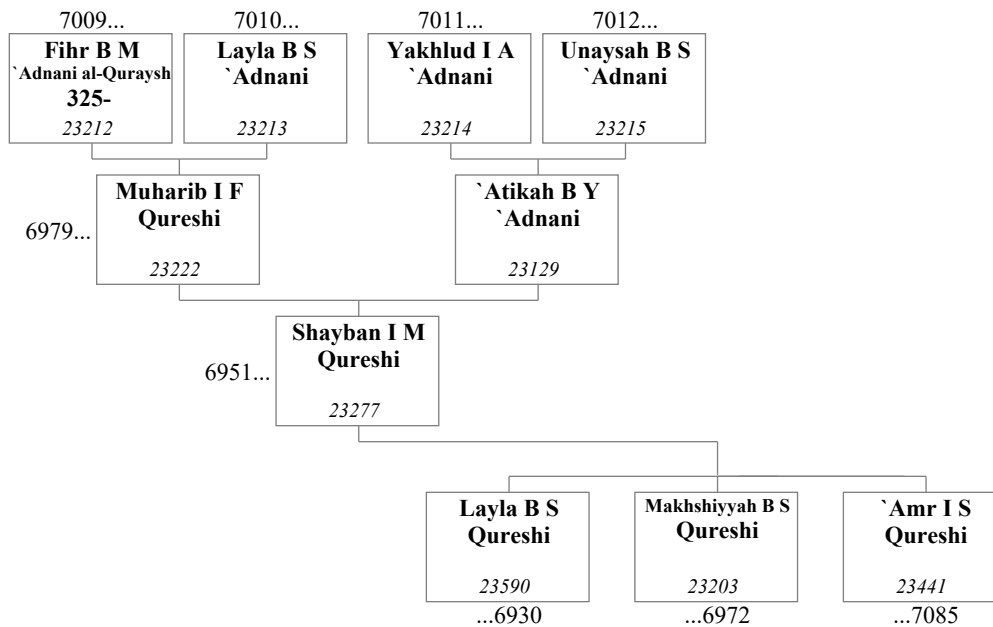 7009...
7010...
7011...
7012...
Fihr B M
`Adnani al-Quraysh
325-
23212
Layla B S
`Adnani
23213
Yakhlud I A
`Adnani
23214
Unaysah B S
`Adnani
23215
6979...
Muharib I F
Qureshi
23222
`Atikah B Y
`Adnani
23129
6951...
Shayban I M
Qureshi
23277
Layla B S
Qureshi
23590
...6930
Makhshiyyah B S
Qureshi
23203
...6972
`Amr I S
Qureshi
23441
...7085